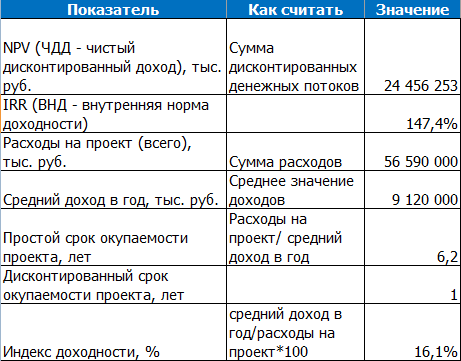 Показатель Как считать Значение
NPV (ЧДД - чистый
дисконтированный доход), тыс.
руб.
Сумма
дисконтированных
денежных потоков
24 456 253
IRR (ВНД - внутренняя норма
доходности)
147,4%
Расходы на проект (всего),
тыс. руб.
Сумма расходов
56 590 000
Средний доход в год, тыс. руб.
Среднее значение
доходов
9 120 000
Простой срок окупаемости
проекта, лет
Расходы на
проект/ средний
доход в год
6,2
Дисконтированный срок
окупаемости проекта, лет
1
Индекс доходности, %
средний доход в
год/расходы на
проект*100
16,1%